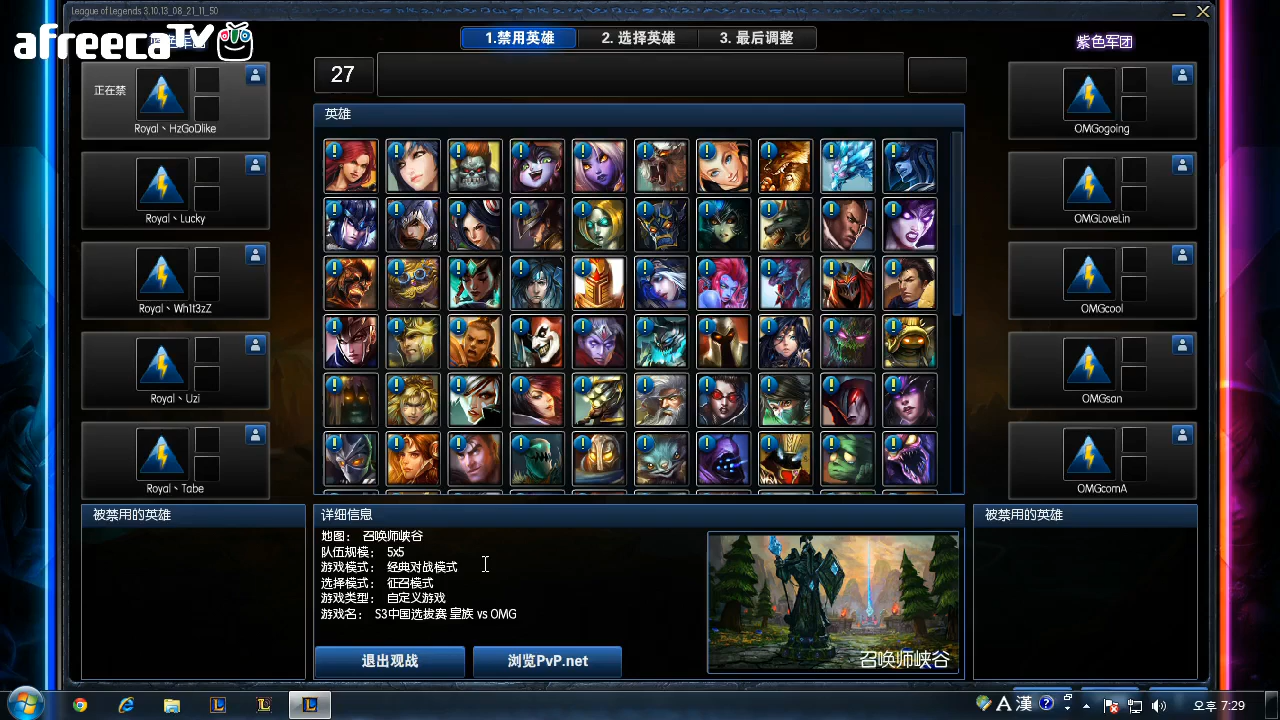 League of Legends 3.10.13_08_21_11_50
afreecaTV
1.禁用英雄
2. 选择英雄
3. 最后调整
紫色军团
27
正在禁
Royal丶HzGoDlike
Royal丶Lucky
Royal丶Wh1t3zZ
Royal丶Uzi
Royal丶Tabe
英雄
OMGgogoing
OMGLoveLin
OMGcool
OMGsan
OMGcomA
被禁用的英雄
详细信息
地图： 召唤师峡谷
队伍规模： 5x5
游戏模式： 经典对战模式
选择模式： 征召模式
游戏类型： 自定义游戏
游戏名： S3中国选拔赛 皇族 vs OMG
召唤师峡谷
退出观战
浏览PvP.net
被禁用的英雄
A 漢
오후 7:29